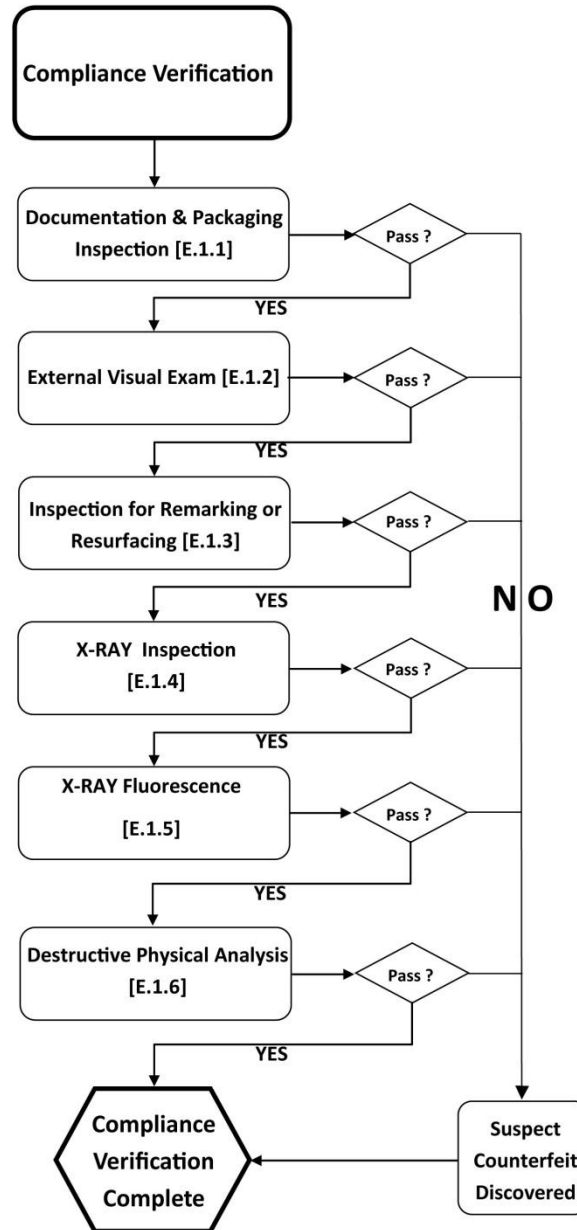 Compliance Verification
Documentation & Packaging
Inspection [E.1.1]
Pass ?
YES
External Visual Exam [E.1.2]
Pass ?
YES
Inspection for Remarking or
Resurfacing [E.1.3]
Pass ?
YES
NO
X-RAY Inspection
[E.1.4]
Pass ?
YES
X-RAY Fluorescence
[E.1.5]
Pass ?
YES
Destructive Physical Analysis
[E.1.6]
Pass ?
YES
Compliance
Verification
Complete
Suspect
Counterfeit
Discovered